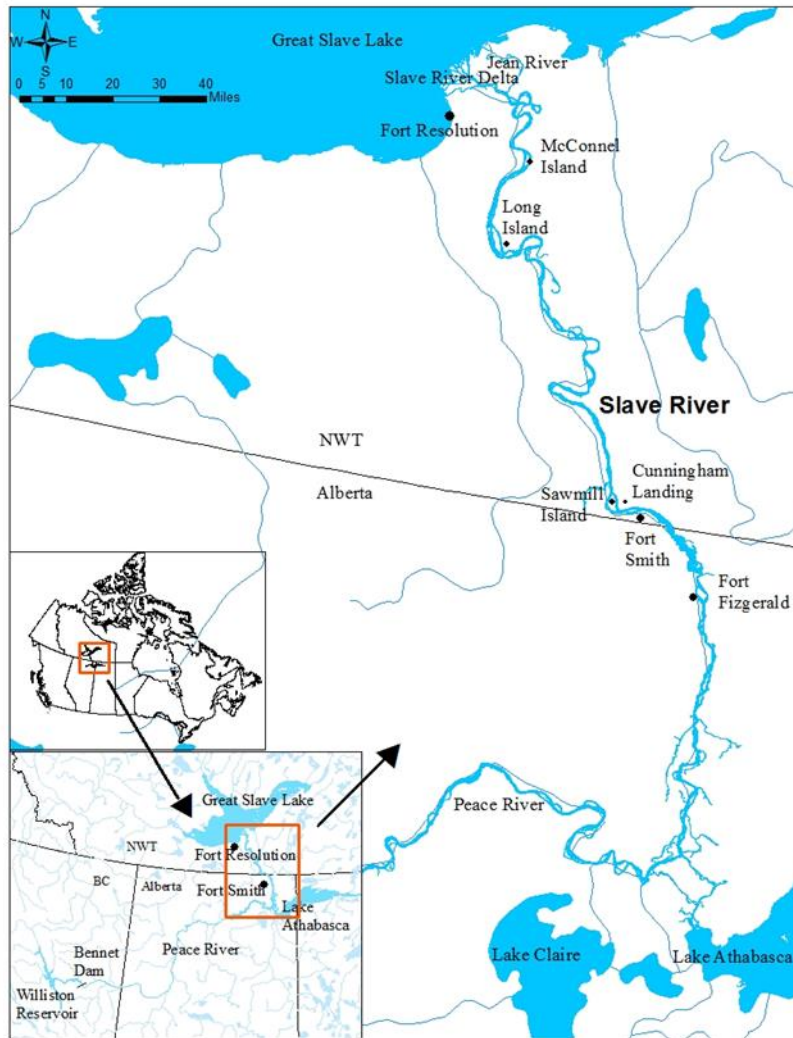 N
W E
S
0 5 10 20 30 40
Miles
Great Slave Lake
Jean River
Slave River Delta
Fort Resolution
McConnel
Island
Long
Island
Slave River
NWT
Alberta
Cunningham
Landing
Sawmill
Island
Fort
Smith
Fort
Fizgerald
Peace River
Lake Claire
Lake Athabasca
Great Slave Lake
NWT
Fort Resolution
BC
Alberta
Fort Smith
Lake
Athabasca
Peace River
Bennet
Dam
Williston
Reservoir